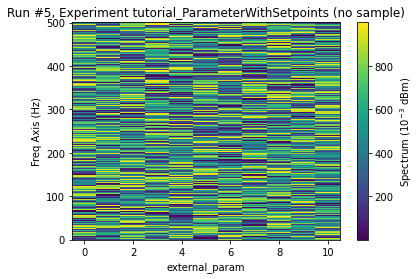 Run #5, Experiment tutorial_ParameterWithSetpoints (no sample)
500
400
300
200
100
0
Freq Axis (Hz)
0 2 4 6 8 10
external_param
800
600
400
200
Spectrum (10⁻³ dBm)